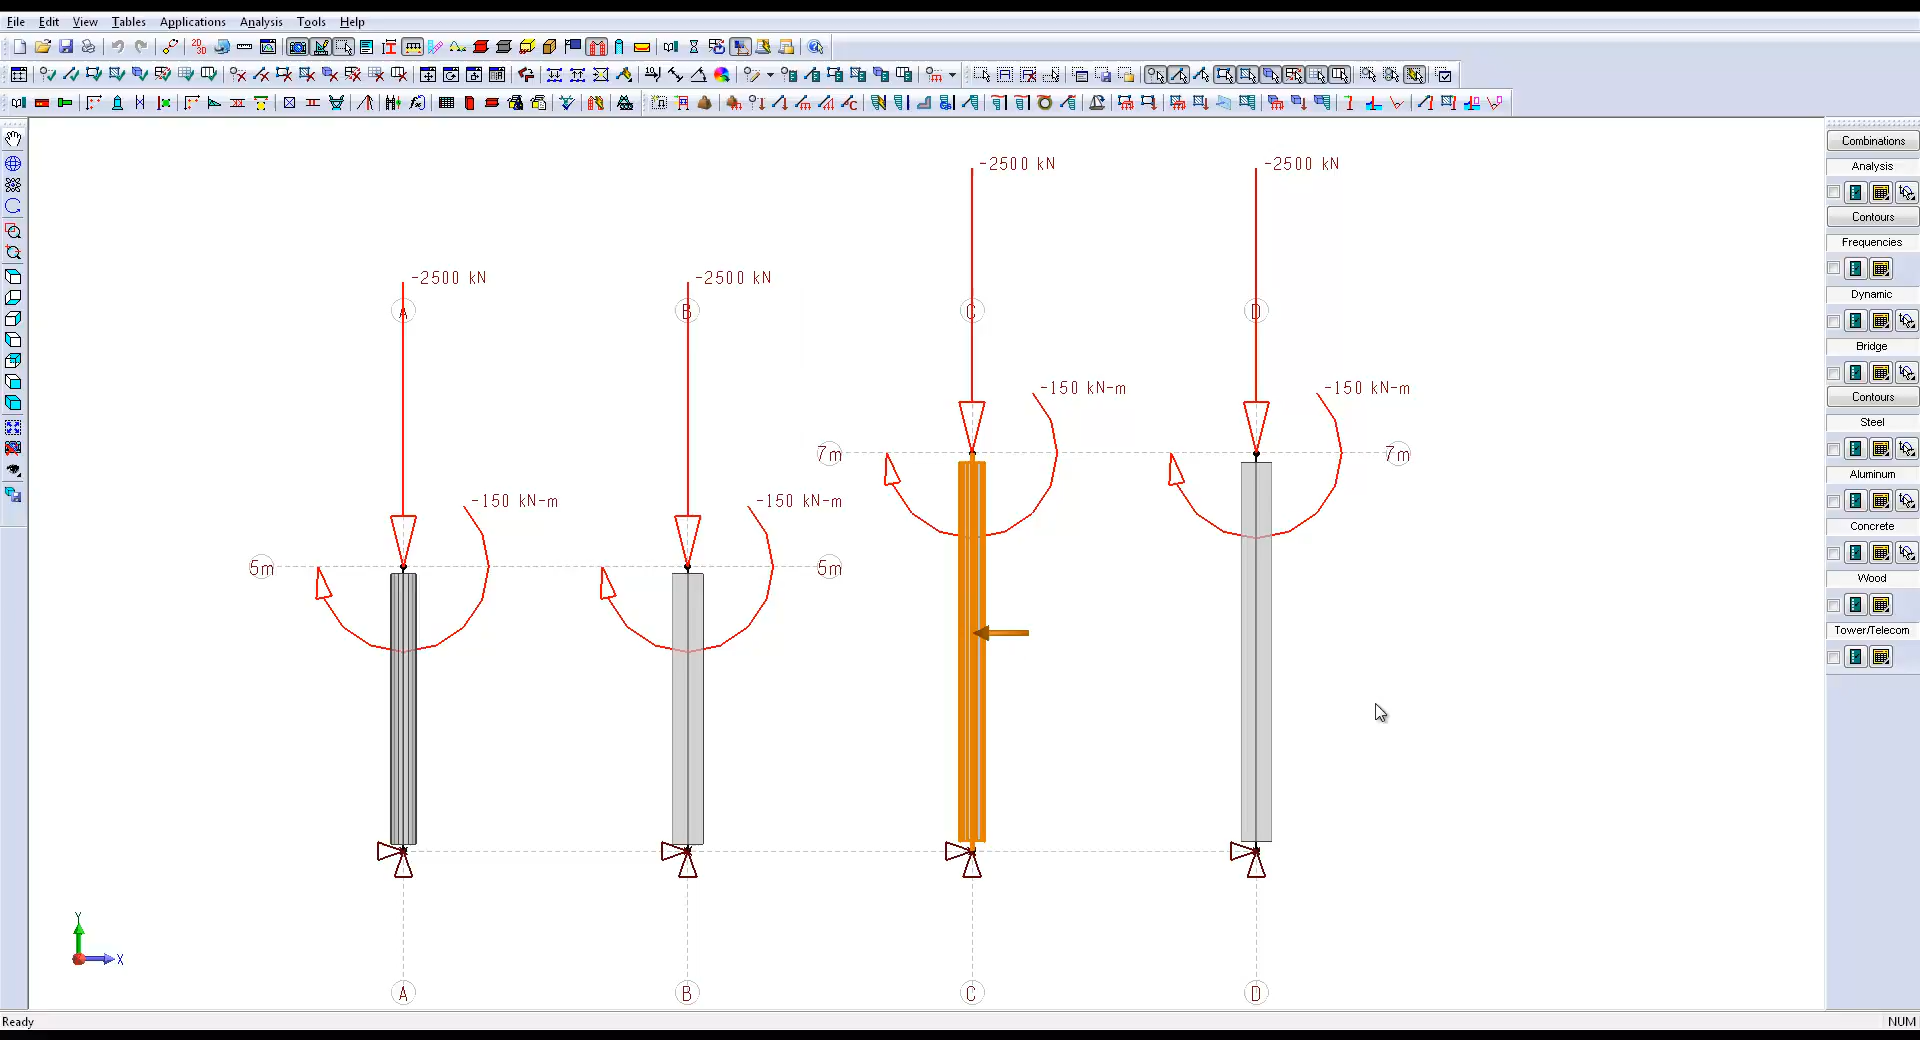 File Edit View Tables Applications Analysis Tools Help
Combinations
Analysis
Contours
Frequencies
Dynamic
Bridge
Contours
Steel
Aluminum
Concrete
Wood
Tower/Telecom
-2500 kN -2500 kN
-2500 kN -2500 kN
A B C D
-150 kN-m -150 kN-m
7m 7m
-150 kN-m -150 kN-m
5m 5m
Y
X
A B C D
Ready NUM